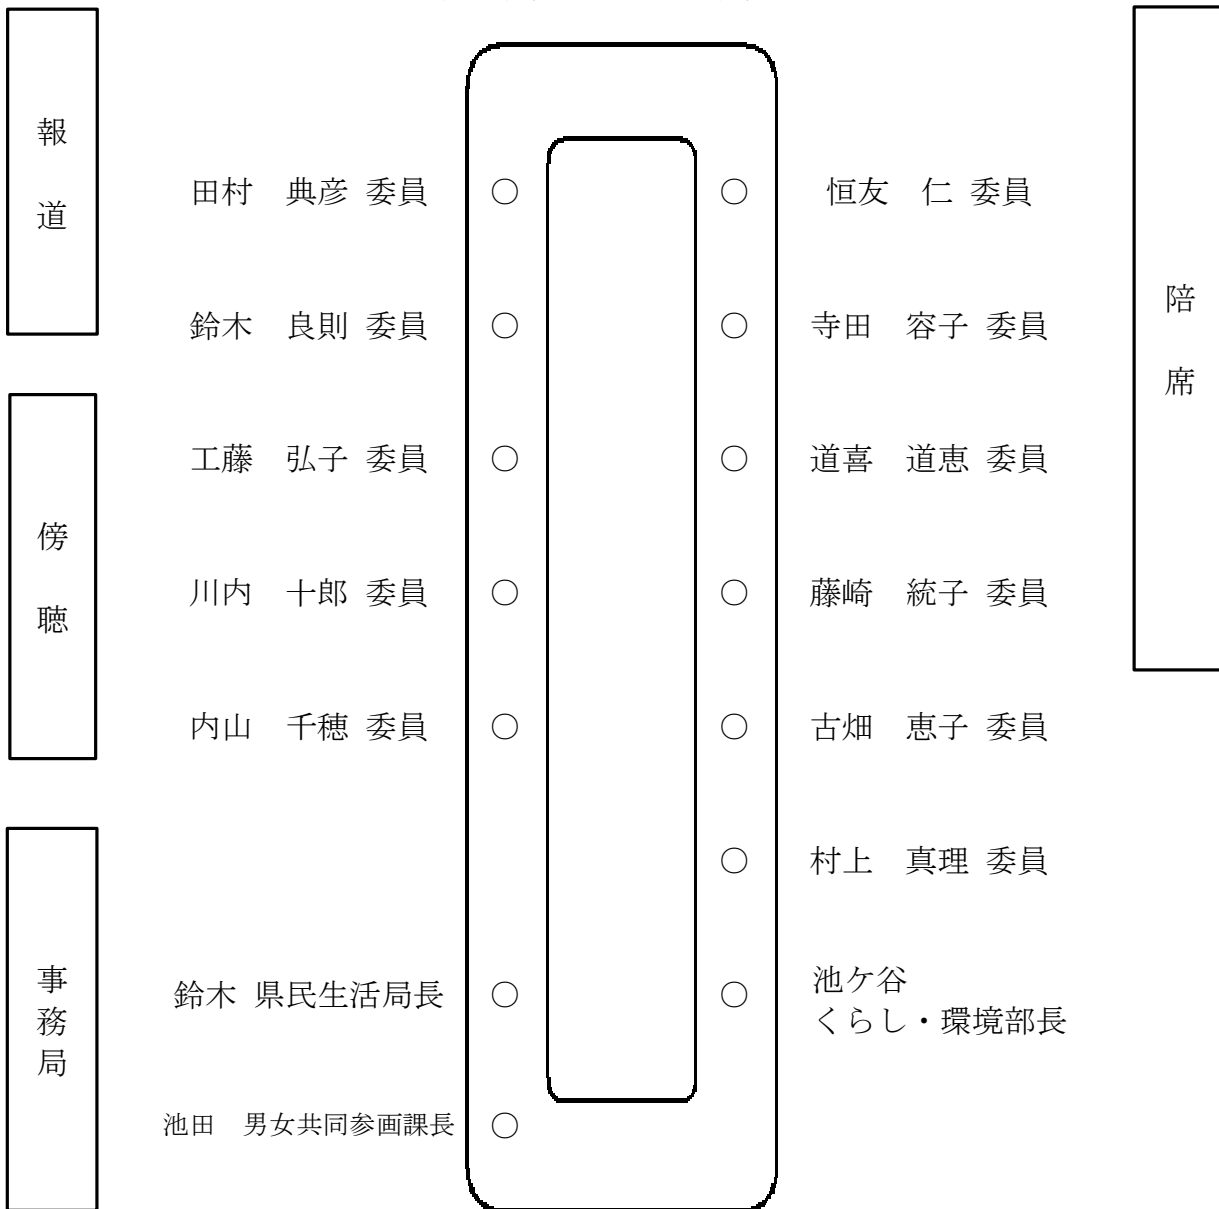 報道
田村　典彦 委員 ○
○ 恒友　仁 委員
鈴木　良則 委員 ○
○ 寺田　容子 委員
陪席
傍聴
工藤　弘子 委員 ○
○ 道喜　道恵 委員
川内　十郎 委員 ○
○ 藤崎　統子 委員
内山　千穂 委員 ○
○ 古畑　恵子 委員
○ 村上　真理 委員
事務局
鈴木 県民生活局長 ○
○ 池ケ谷
くらし・環境部長
池田　男女共同参画課長 ○